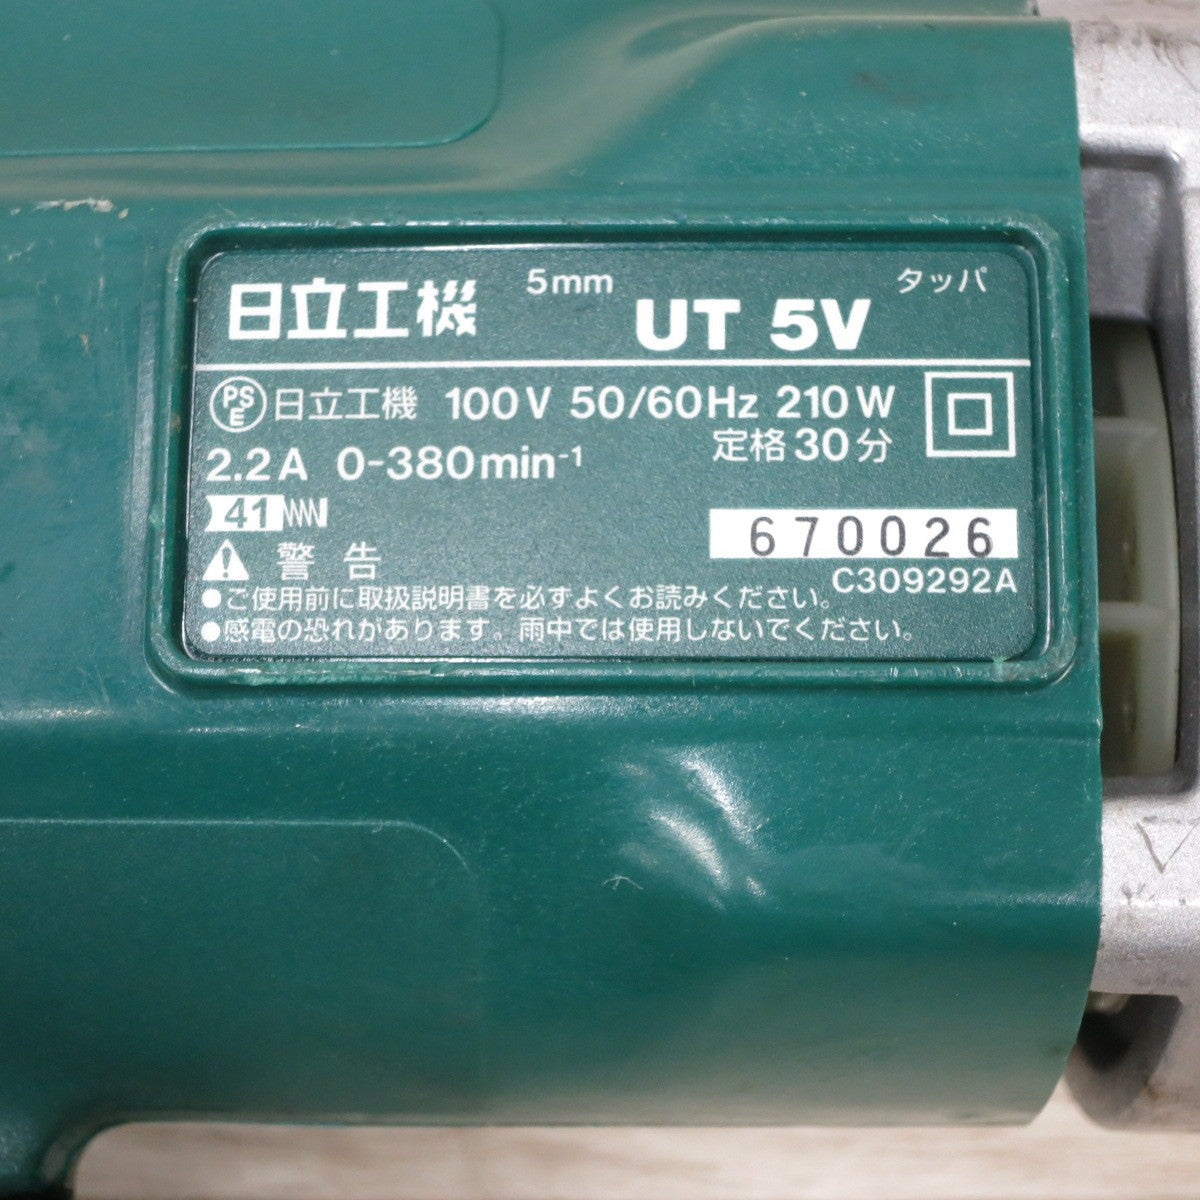 日立工機 5mm UT 5V タッパ
PSE 日立工機 100V 50/60Hz 210W
2.2A 0-380min⁻¹ 定格30分
41NNN
670026
警告 C309292A
●ご使用前に取扱説明書を必ずよくお読みください。
●感電の恐れがあります。雨中では使用しないでください。